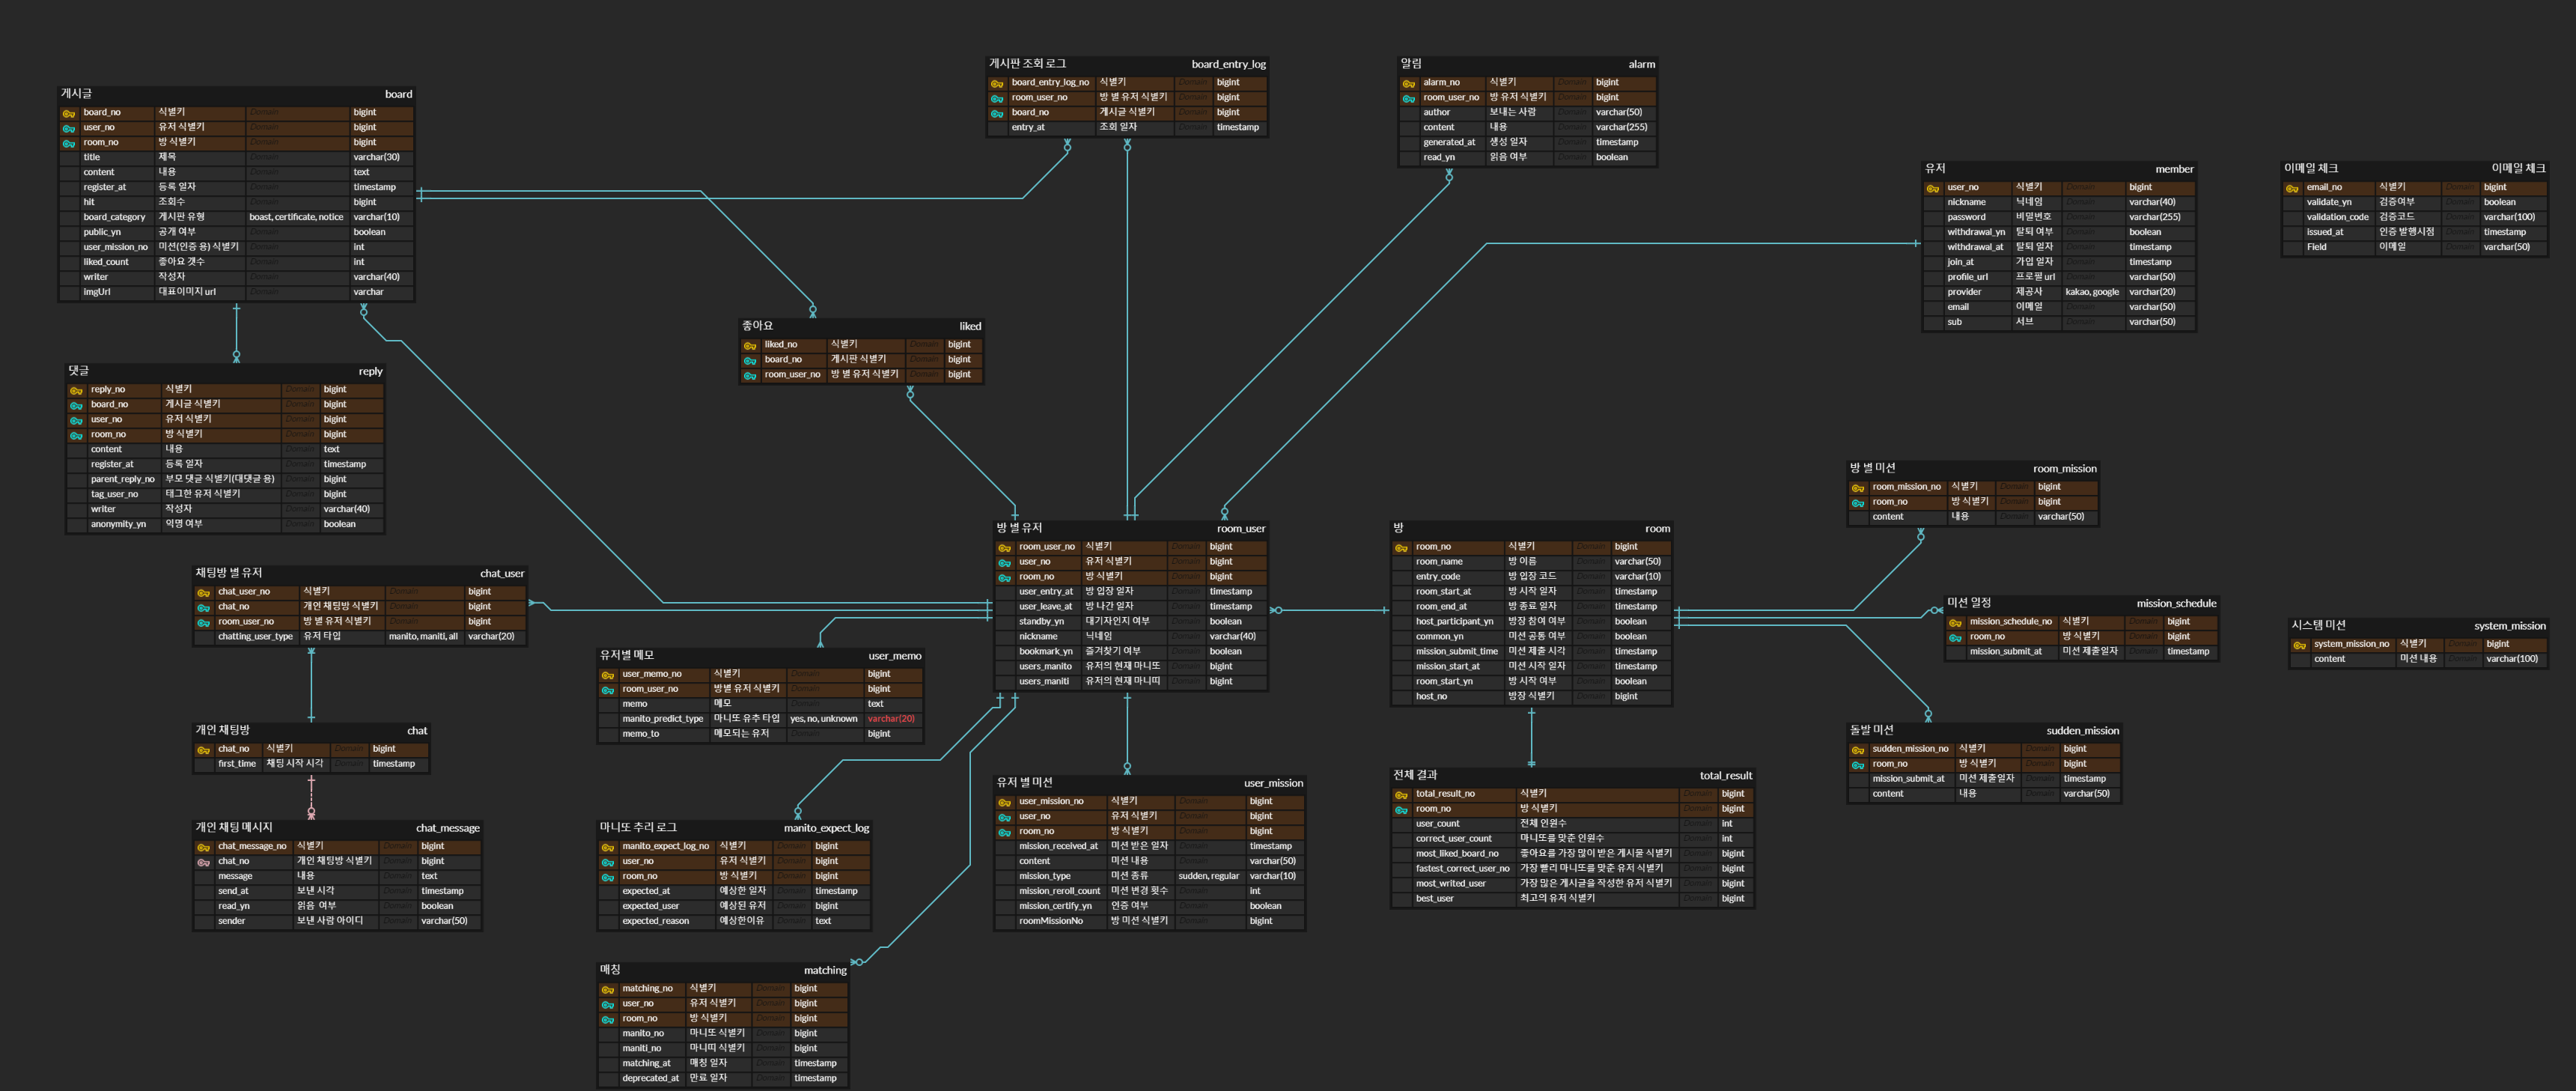 게시글 board
board_no 식별키 Domain bigint
user_no 유저 식별키 Domain bigint
room_no 방 식별키 Domain bigint
title 제목 Domain varchar(30)
content 내용 Domain text
register_at 등록 일자 Domain timestamp
hit 조회수 Domain bigint
board_category 게시판 유형 boast, certificate, notice varchar(10)
public_yn 공개 여부 Domain boolean
user_mission_no 미션(인증 용) 식별키 Domain int
liked_count 좋아요 갯수 Domain int
writer 작성자 Domain varchar(40)
imgUrl 대표이미지 url Domain varchar
게시판 조회 로그 board_entry_log
board_entry_log_no 식별키 Domain bigint
room_user_no 방 별 유저 식별키 Domain bigint
board_no 게시글 식별키 Domain bigint
entry_at 조회 일자 Domain timestamp
알림 alarm
alarm_no 식별키 Domain bigint
room_user_no 방 유저 식별키 Domain bigint
author 보내는 사람 Domain varchar(50)
content 내용 Domain varchar(255)
generated_at 생성 일자 Domain timestamp
read_yn 읽음 여부 Domain boolean
유저 member
user_no 식별키 Domain bigint
nickname 닉네임 Domain varchar(40)
password 비밀번호 Domain varchar(255)
withdrawal_yn 탈퇴 여부 Domain boolean
withdrawal_at 탈퇴 일자 Domain timestamp
join_at 가입 일자 Domain timestamp
profile_url 프로필 url Domain varchar(50)
provider 제공사 kakao, google varchar(20)
email 이메일 Domain varchar(50)
sub 서브 Domain varchar(50)
이메일 체크 이메일 체크
email_no 식별키 Domain bigint
validate_yn 검증여부 Domain boolean
validation_code 검증코드 Domain varchar(100)
issued_at 인증 발행시점 Domain timestamp
Field 이메일 Domain varchar(50)
좋아요 liked
liked_no 식별키 Domain bigint
board_no 게시판 식별키 Domain bigint
room_user_no 방 별 유저 식별키 Domain bigint
댓글 reply
reply_no 식별키 Domain bigint
board_no 게시글 식별키 Domain bigint
user_no 유저 식별키 Domain bigint
room_no 방 식별키 Domain bigint
content 내용 Domain text
register_at 등록 일자 Domain timestamp
parent_reply_no 부모 댓글 식별키(대댓글 용) Domain bigint
tag_user_no 태그한 유저 식별키 Domain bigint
writer 작성자 Domain varchar(40)
anonymity_yn 익명 여부 Domain boolean
방 별 미션 room_mission
room_mission_no 식별키 Domain bigint
room_no 방 식별키 Domain bigint
content 내용 Domain varchar(50)
방 별 유저 room_user
room_user_no 식별키 Domain bigint
user_no 유저 식별키 Domain bigint
room_no 방 식별키 Domain bigint
user_entry_at 방 입장 일자 Domain timestamp
user_leave_at 방 나간 일자 Domain timestamp
standby_yn 대기자인지 여부 Domain boolean
nickname 닉네임 Domain varchar(40)
bookmark_yn 즐겨찾기 여부 Domain boolean
users_manito 유저의 현재 마니또 Domain bigint
users_maniti 유저의 현재 마니띠 Domain bigint
방 room
room_no 식별키 Domain bigint
room_name 방 이름 Domain varchar(50)
entry_code 방 입장 코드 Domain varchar(10)
room_start_at 방 시작 일자 Domain timestamp
room_end_at 방 종료 일자 Domain timestamp
host_participant_yn 방장 참여 여부 Domain boolean
common_yn 미션 공통 여부 Domain boolean
mission_submit_time 미션 제출 시각 Domain timestamp
mission_start_at 미션 시작 일자 Domain timestamp
room_start_yn 방 시작 여부 Domain boolean
host_no 방장 식별키 Domain bigint
채팅방 별 유저 chat_user
chat_user_no 식별키 Domain bigint
chat_no 개인 채팅방 식별키 Domain bigint
room_user_no 방 별 유저 식별키 Domain bigint
chatting_user_type 유저 타입 manito, maniti, all varchar(20)
미션 일정 mission_schedule
mission_schedule_no 식별키 Domain bigint
room_no 방 식별키 Domain bigint
mission_submit_at 미션 제출일자 Domain timestamp
시스템 미션 system_mission
system_mission_no 식별키 Domain bigint
content 미션 내용 Domain varchar(100)
유저별 메모 user_memo
user_memo_no 식별키 Domain bigint
room_user_no 방별 유저 식별키 Domain bigint
memo 메모 Domain text
manito_predict_type 마니또 유추 타입 yes, no, unknown varchar(20)
memo_to 메모되는 유저 Domain bigint
개인 채팅방 chat
chat_no 식별키 Domain bigint
first_time 채팅 시작 시각 Domain timestamp
돌발 미션 sudden_mission
sudden_mission_no 식별키 Domain bigint
room_no 방 식별키 Domain bigint
mission_submit_at 미션 제출일자 Domain timestamp
content 내용 Domain varchar(50)
개인 채팅 메시지 chat_message
chat_message_no 식별키 Domain bigint
chat_no 개인 채팅방 식별키 Domain bigint
message 내용 Domain text
send_at 보낸 시각 Domain timestamp
read_yn 읽음 여부 Domain boolean
sender 보낸 사람 아이디 Domain varchar(50)
마니또 추리 로그 manito_expect_log
manito_expect_log_no 식별키 Domain bigint
user_no 유저 식별키 Domain bigint
room_no 방 식별키 Domain bigint
expected_at 예상한 일자 Domain timestamp
expected_user 예상된 유저 Domain bigint
expected_reason 예상한이유 Domain text
유저 별 미션 user_mission
user_mission_no 식별키 Domain bigint
user_no 유저 식별키 Domain bigint
room_no 방 식별키 Domain bigint
mission_received_at 미션 받은 일자 Domain timestamp
content 미션 내용 Domain varchar(50)
mission_type 미션 종류 sudden, regular varchar(10)
mission_reroll_count 미션 변경 횟수 Domain int
mission_certify_yn 인증 여부 Domain boolean
roomMissionNo 방 미션 식별키 Domain bigint
전체 결과 total_result
total_result_no 식별키 Domain bigint
room_no 방 식별키 Domain bigint
user_count 전체 인원수 Domain int
correct_user_count 마니또를 맞춘 인원수 Domain int
most_liked_board_no 좋아요를 가장 많이 받은 게시물 식별키 Domain bigint
fastest_correct_user_no 가장 빨리 마니또를 맞춘 유저 식별키 Domain bigint
most_writed_user 가장 많은 게시글을 작성한 유저 식별키 Domain bigint
best_user 최고의 유저 식별키 Domain bigint
매칭 matching
matching_no 식별키 Domain bigint
user_no 유저 식별키 Domain bigint
room_no 방 식별키 Domain bigint
manito_no 마니또 식별키 Domain bigint
maniti_no 마니띠 식별키 Domain bigint
matching_at 매칭 일자 Domain timestamp
deprecated_at 만료 일자 Domain timestamp